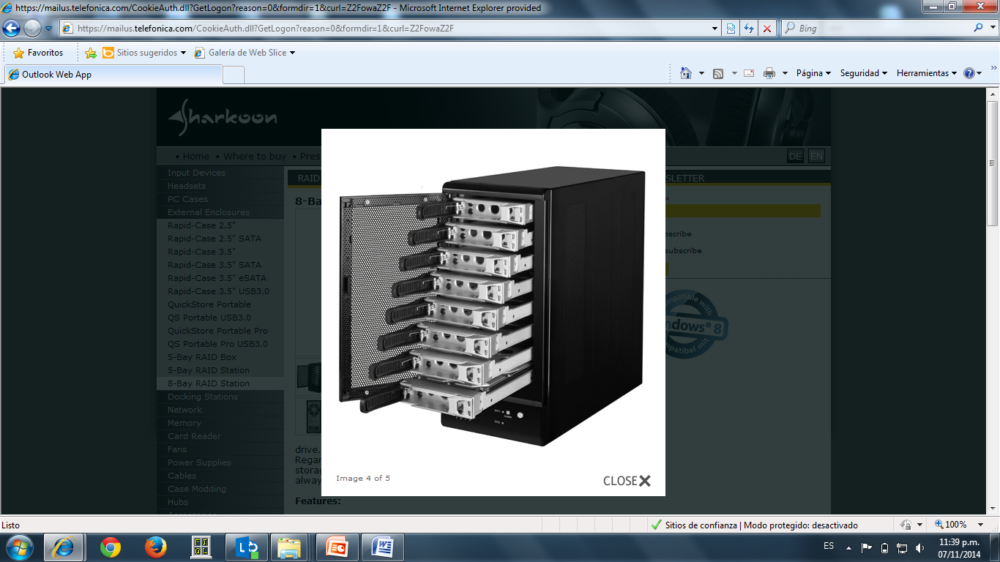 https://mailus.telefonica.com/CookieAuth.dll?GetLogon?reason=0&formdir=1&curl=Z2FowaZ2F - Microsoft Internet Explorer provided
https://mailus.telefonica.com/CookieAuth.dll?GetLogon?reason=0&formdir=1&curl=Z2FowaZ2F
Bing
Favoritos
Sitios sugeridos
Galería de Web Slice
Outlook Web App
Página
Seguridad
Herramientas
Sharkoon
• Home • Where to buy • Pres
DE EN
Input Devices
Headsets
PC Cases
External Enclosures
Rapid-Case 2.5"
Rapid-Case 2.5" SATA
Rapid-Case 3.5"
Rapid-Case 3.5" SATA
Rapid-Case 3.5" eSATA
Rapid-Case 3.5" USB3.0
QuickStore Portable
QS Portable USB3.0
QuickStore Portable Pro
QS Portable Pro USB3.0
5-Bay RAID Box
5-Bay RAID Station
8-Bay RAID Station
Docking Stations
Network
Memory
Card Reader
Fans
Power Supplies
Cables
Case Modding
Hubs
RAID
8-Ba
SLETTER
scribe
subscribe
mpatible with
ndows® 8
mpatibel mit
drive.
Regar
storag
alway
Features:
Image 4 of 5
CLOSE
Listo
Sitios de confianza | Modo protegido: desactivado
100%
ES
11:39 p.m.
07/11/2014